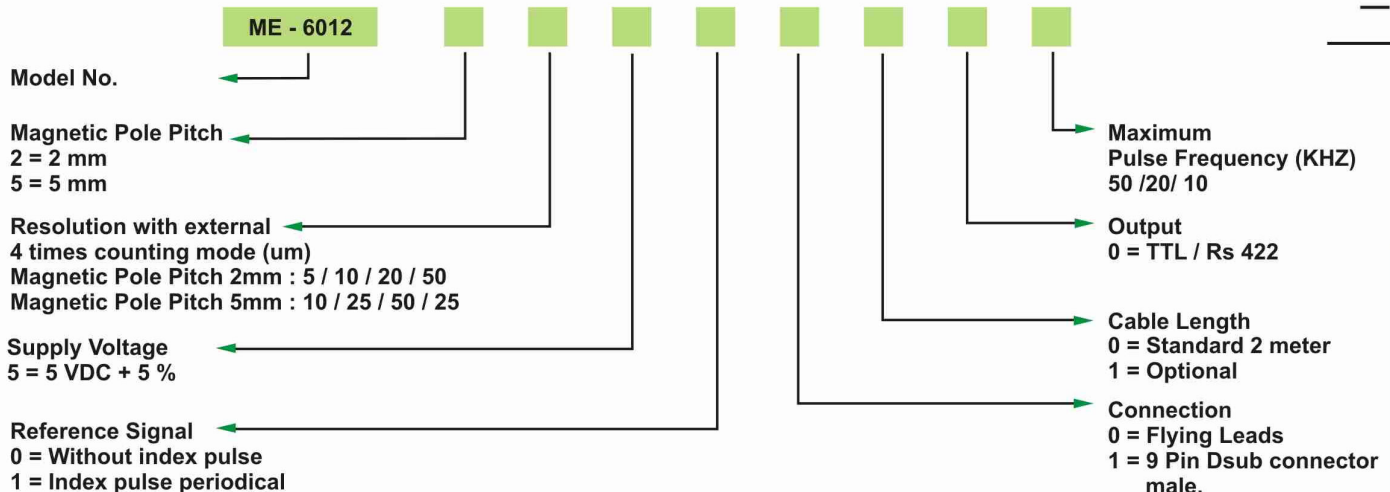 ME - 6012
Model No.
Magnetic Pole Pitch
2 = 2 mm
5 = 5 mm
Resolution with external
4 times counting mode (um)
Magnetic Pole Pitch 2mm : 5 / 10 / 20 / 50
Magnetic Pole Pitch 5mm : 10 / 25 / 50 / 25
Supply Voltage
5 = 5 VDC + 5 %
Reference Signal
0 = Without index pulse
1 = Index pulse periodical
Maximum
Pulse Frequency (KHZ)
50 /20/ 10
Output
0 = TTL / Rs 422
Cable Length
0 = Standard 2 meter
1 = Optional
Connection
0 = Flying Leads
1 = 9 Pin Dsub connector
male.